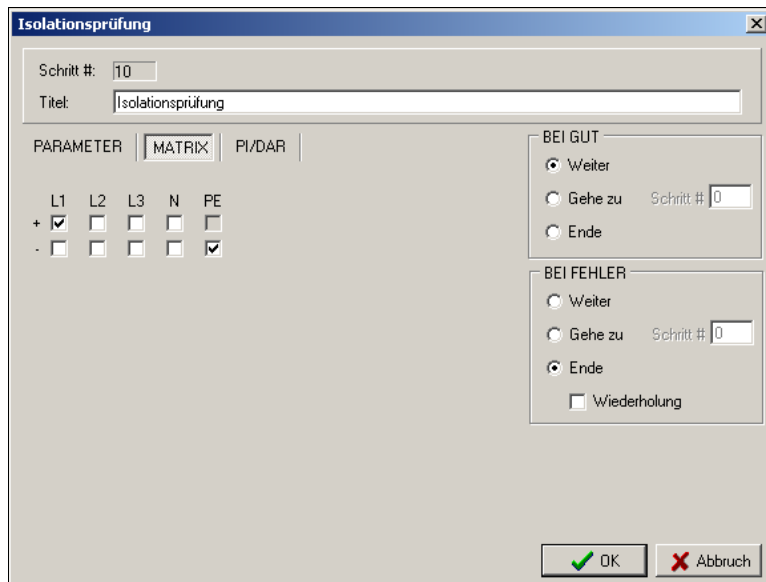 Isolationsprüfung
Schritt #: 10
Titel: Isolationsprüfung
PARAMETER MATRIX PI/DAR
L1 L2 L3 N PE
+
-
BEI GUT
Weiter
Gehe zu Schritt # 0
Ende
BEI FEHLER
Weiter
Gehe zu Schritt # 0
Ende
Wiederholung
OK Abbruch